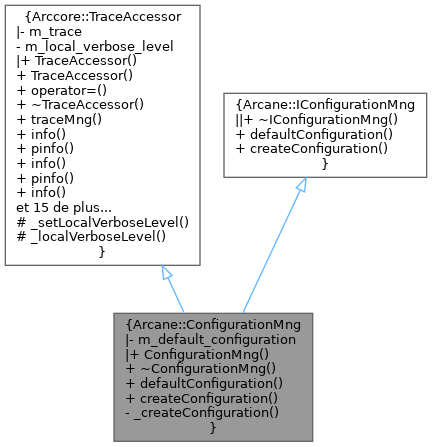 {Arccore::TraceAccessor
|- m_trace
- m_local_verbose_level
|+ TraceAccessor()
+ TraceAccessor()
+ operator=()
+ ~TraceAccessor()
+ traceMng()
+ info()
+ pinfo()
+ info()
+ pinfo()
+ info()
et 15 de plus...
# _setLocalVerboseLevel()
# _localVerboseLevel()
}
{Arcane::IConfigurationMng
||+ ~IConfigurationMng()
+ defaultConfiguration()
+ createConfiguration()
}
{Arcane::ConfigurationMng
|- m_default_configuration
|+ ConfigurationMng()
+ ~ConfigurationMng()
+ defaultConfiguration()
+ createConfiguration()
- _createConfiguration()
}